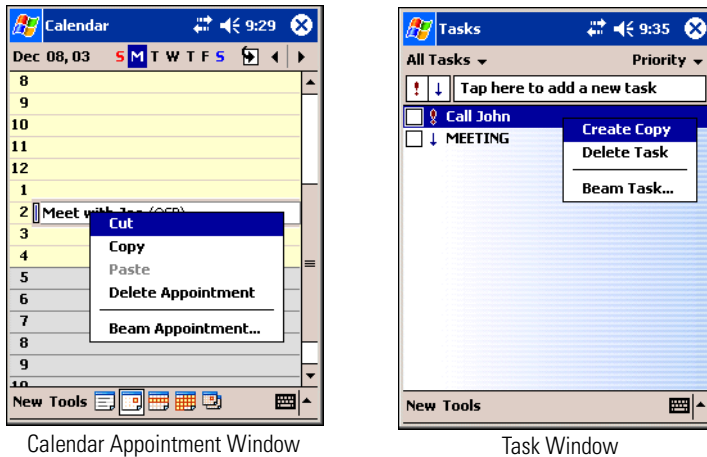 Calendar 9:29
Dec 08, 03 S M T W T F S
8
9
10
11
12
1
2 Meet with Joe (OSP)
Cut
3
Copy
4
Paste
5
Delete Appointment
6
7
Beam Appointment...
8
9
10
New Tools
Calendar Appointment Window
Tasks 9:35
All Tasks Priority
! ↓ Tap here to add a new task
Call John
Create Copy
↓ MEETING
Delete Task
Beam Task...
New Tools
Task Window